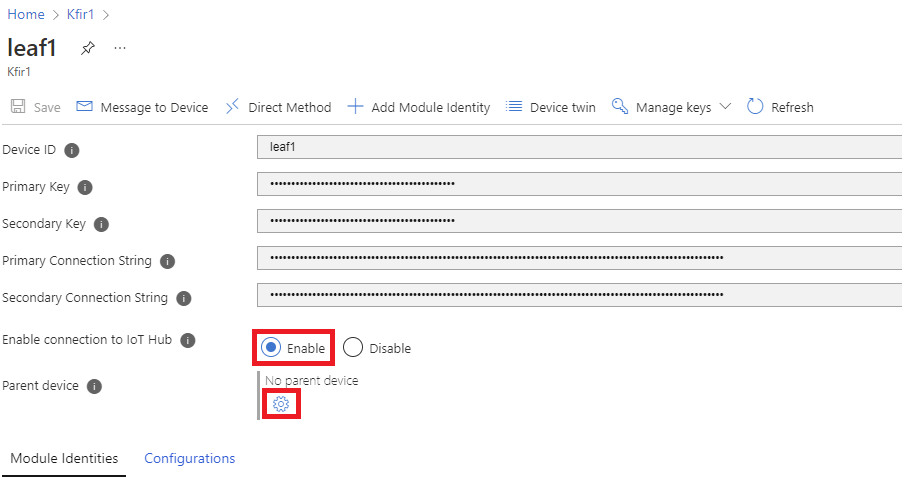 Home > Kfir1 >
leaf1 ...
Kfir1
Save Message to Device Direct Method Add Module Identity Device twin Manage keys Refresh
Device ID i leaf1
Primary Key i ••••••••••••••••••••••••••••••••••••••••••••
Secondary Key i ••••••••••••••••••••••••••••••••••••••••••••
Primary Connection String i ••••••••••••••••••••••••••••••••••••••••••••••••••••••••••••••••••••••••••••••••••••••••••••••••••••••••••••
Secondary Connection String i ••••••••••••••••••••••••••••••••••••••••••••••••••••••••••••••••••••••••••••••••••••••••••••••••••••••••••••
Enable connection to IoT Hub i Enable Disable
Parent device i No parent device
Module Identities Configurations